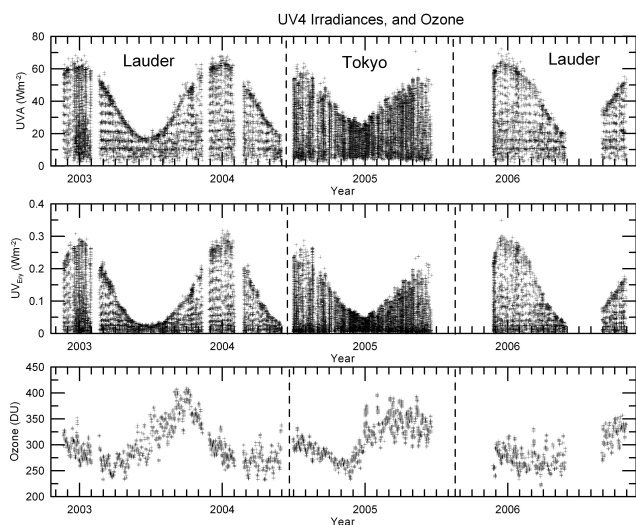 UV4 Irradiances, and Ozone
Lauder
Tokyo
Lauder
UVA (Wm-2)
80
60
40
20
0
2003
2004
2005
2006
Year
UVEry (Wm-2)
0.4
0.3
0.2
0.1
0
2003
2004
2005
2006
Year
Ozone (DU)
450
400
350
300
250
200
2003
2004
2005
2006
Year